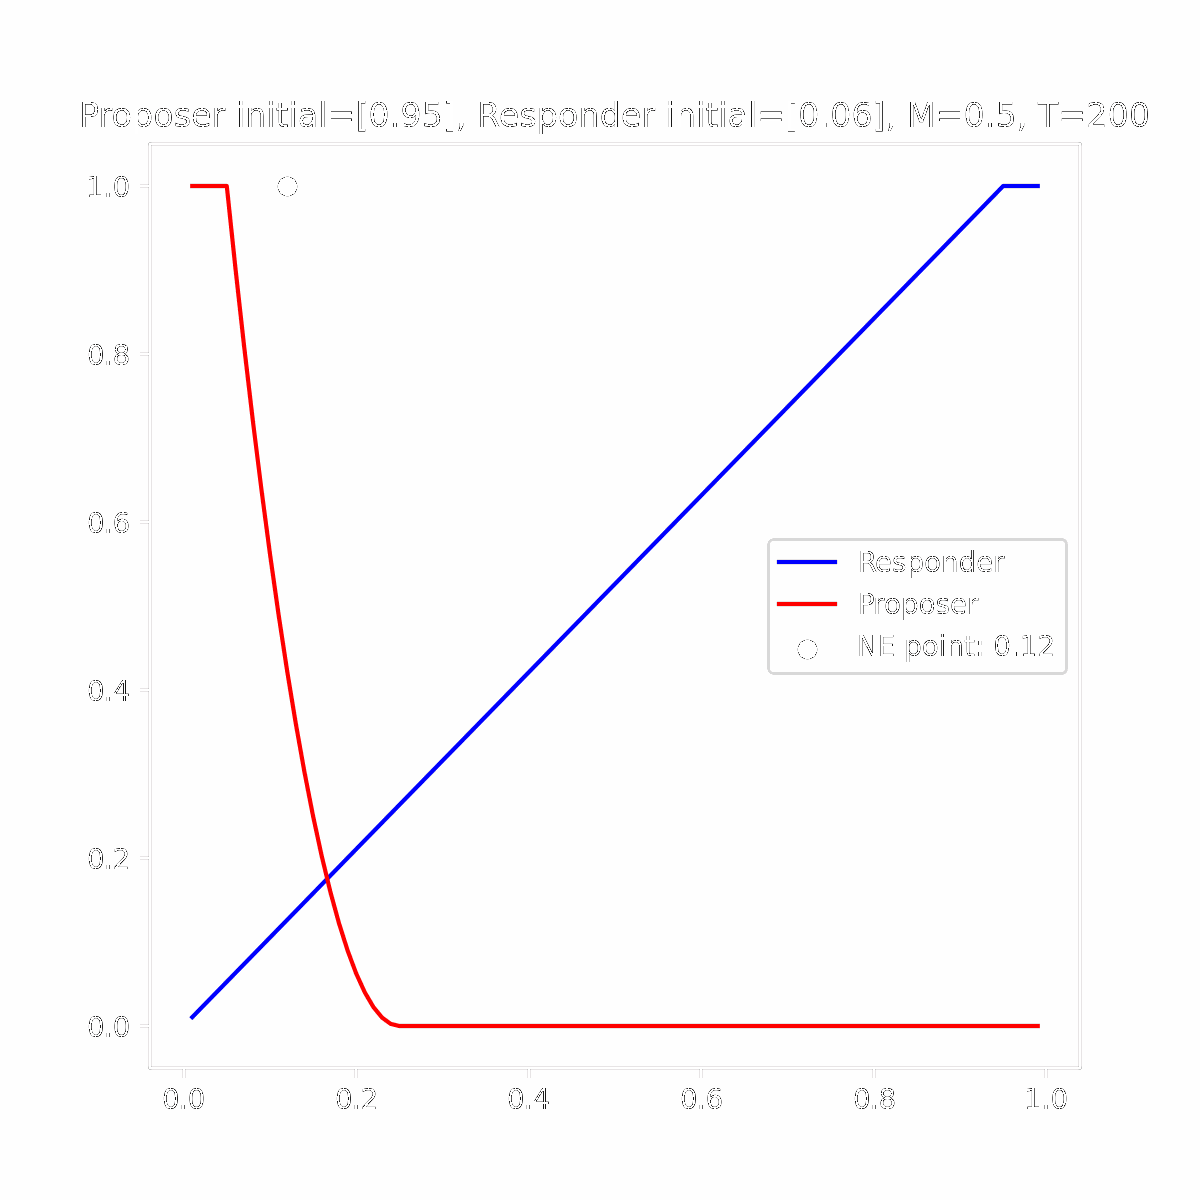 Proposer initial=[0.95], Responder initial=[0.06], M=0.5, T=200
1.0
0.8
0.6
0.4
0.2
0.0
Responder
Proposer
NE point: 0.12
0.0 0.2 0.4 0.6 0.8 1.0